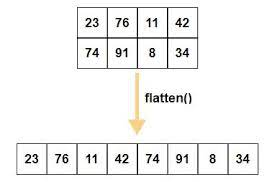 23 76 11 42
74 91 8 34
flatten()
23 76 11 42 74 91 8 34